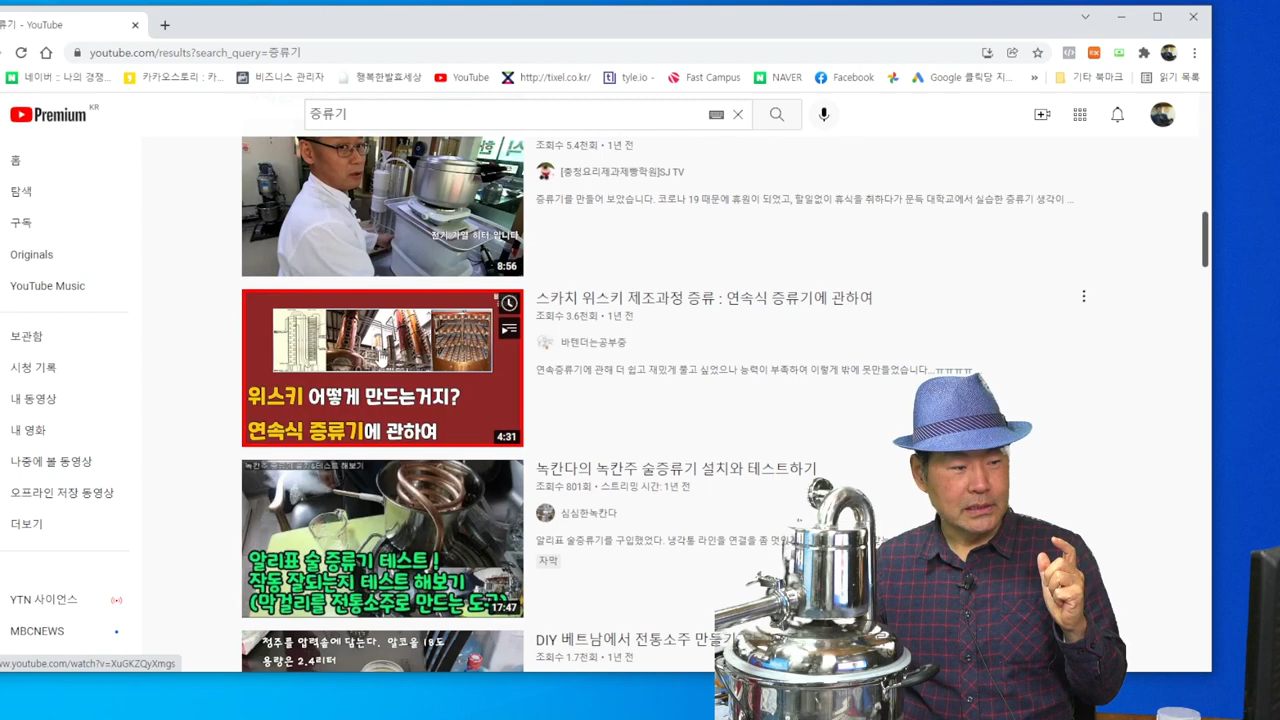 류기 - YouTube
youtube.com/results?search_query=증류기
네이버 :: 나의 경쟁...
카카오스토리 : 카...
비즈니스 관리자
행복한발효세상
YouTube
http://tixel.co.kr/
tyle.io -
Fast Campus
NAVER
Facebook
Google 클릭당 지...
»
기타 북마크
읽기 목록
Premium KR
증류기
홈
탐색
구독
Originals
YouTube Music
보관함
시청 기록
내 동영상
내 영화
나중에 볼 동영상
오프라인 저장 동영상
더보기
YTN 사이언스
MBCNEWS
전기 가열 히터 입니다
8:56
조회수 5.4천회 • 1년 전
[충청요리제과제빵학원]SJ TV
증류기를 만들어 보았습니다. 코로나 19 때문에 휴원이 되었고, 할일없이 휴식을 취하다가 문득 대학교에서 실습한 증류기 생각이 ...
위스키 어떻게 만드는거지?
연속식 증류기에 관하여
4:31
스카치 위스키 제조과정 증류 : 연속식 증류기에 관하여
조회수 3.6천회 • 1년 전
바텐더는공부중
연속증류기에 관해 더 쉽고 재밌게 풀고 싶었으나 능력이 부족하여 이렇게 밖에 못만들었습니다...ㅠㅠㅠㅠ
알리표 술 증류기 테스트!
작동 잘되는지 테스트 해보기
(막걸리를 전통소주로 만드는 도구)
17:47
녹칸다의 녹칸주 술증류기 설치와 테스트하기
조회수 801회 • 스트리밍 시간: 1년 전
심심한녹칸다
알리표 술증류기를 구입했었다. 냉각통 라인을 연결을 좀
자막
청주를 압력솥에 담는다. 알코올 18도
용량은 2.4리터
DIY 베트남에서 전통소주 만들기
조회수 1.7천회 • 1년 전
ww.youtube.com/watch?v=XuGKZQyXmgs